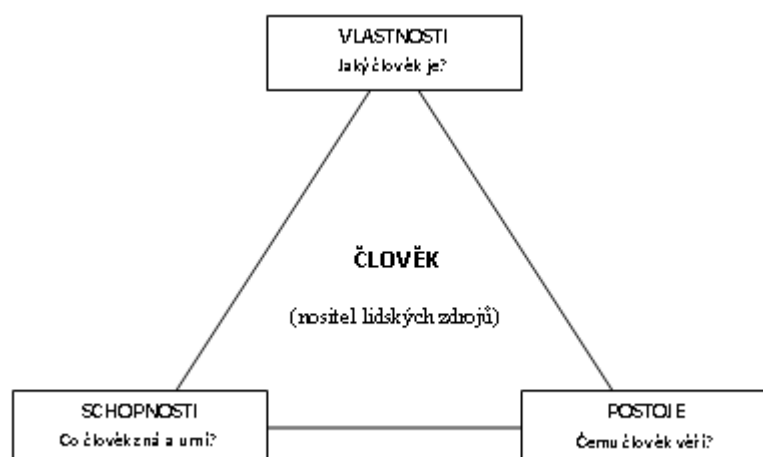 VLASTNOSTI
Jaký člověk je?
ČLOVĚK
(nositel lidských zdrojů)
SCHOPNOSTI
Co člověk zná a umí?
POSTOJE
Čemu člověk věří?